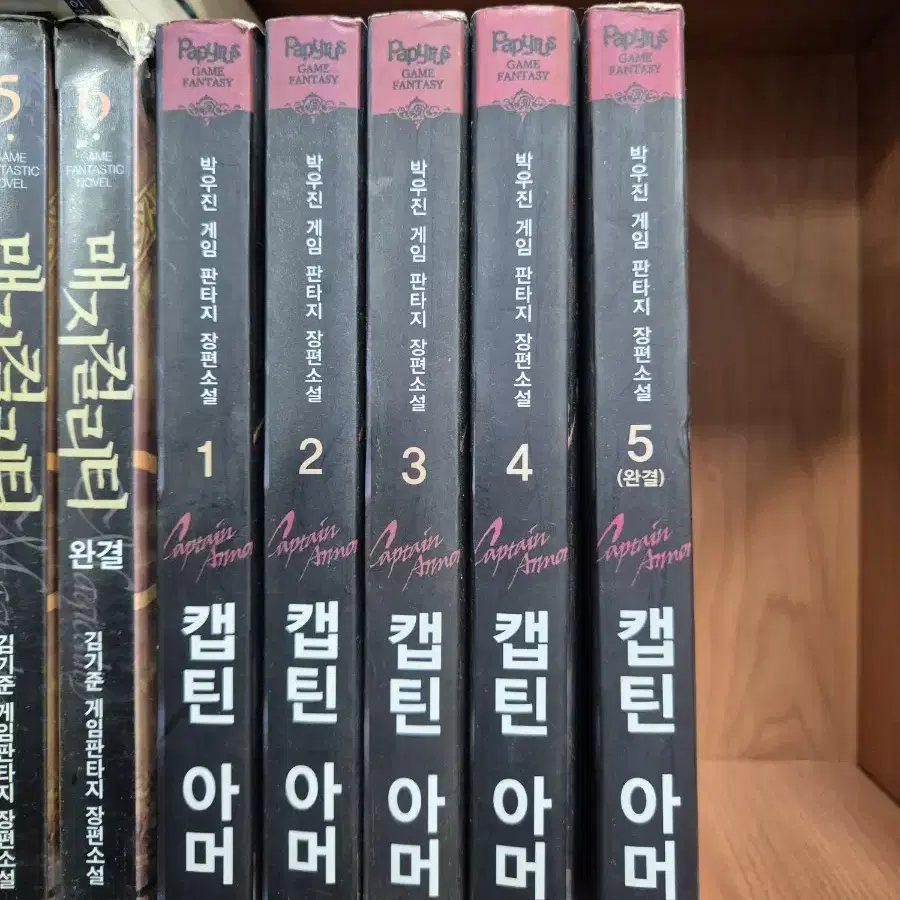 5
GAME
FANTASTIC
NOVEL
매지컬리티
김기준 게임판타지 장편소설
6
GAME
FANTASTIC
NOVEL
매지컬리티
완결
김기준 게임판타지 장편소설
Papyrus
GAME
FANTASY
박우진 게임 판타지 장편소설
1
Captain
Armor
캡틴 아머
Papyrus
GAME
FANTASY
박우진 게임 판타지 장편소설
2
Captain
Armor
캡틴 아머
Papyrus
GAME
FANTASY
박우진 게임 판타지 장편소설
3
Captain
Armor
캡틴 아머
Papyrus
GAME
FANTASY
박우진 게임 판타지 장편소설
4
Captain
Armor
캡틴 아머
Papyrus
GAME
FANTASY
박우진 게임 판타지 장편소설
5
(완결)
Captain
Armor
캡틴 아머